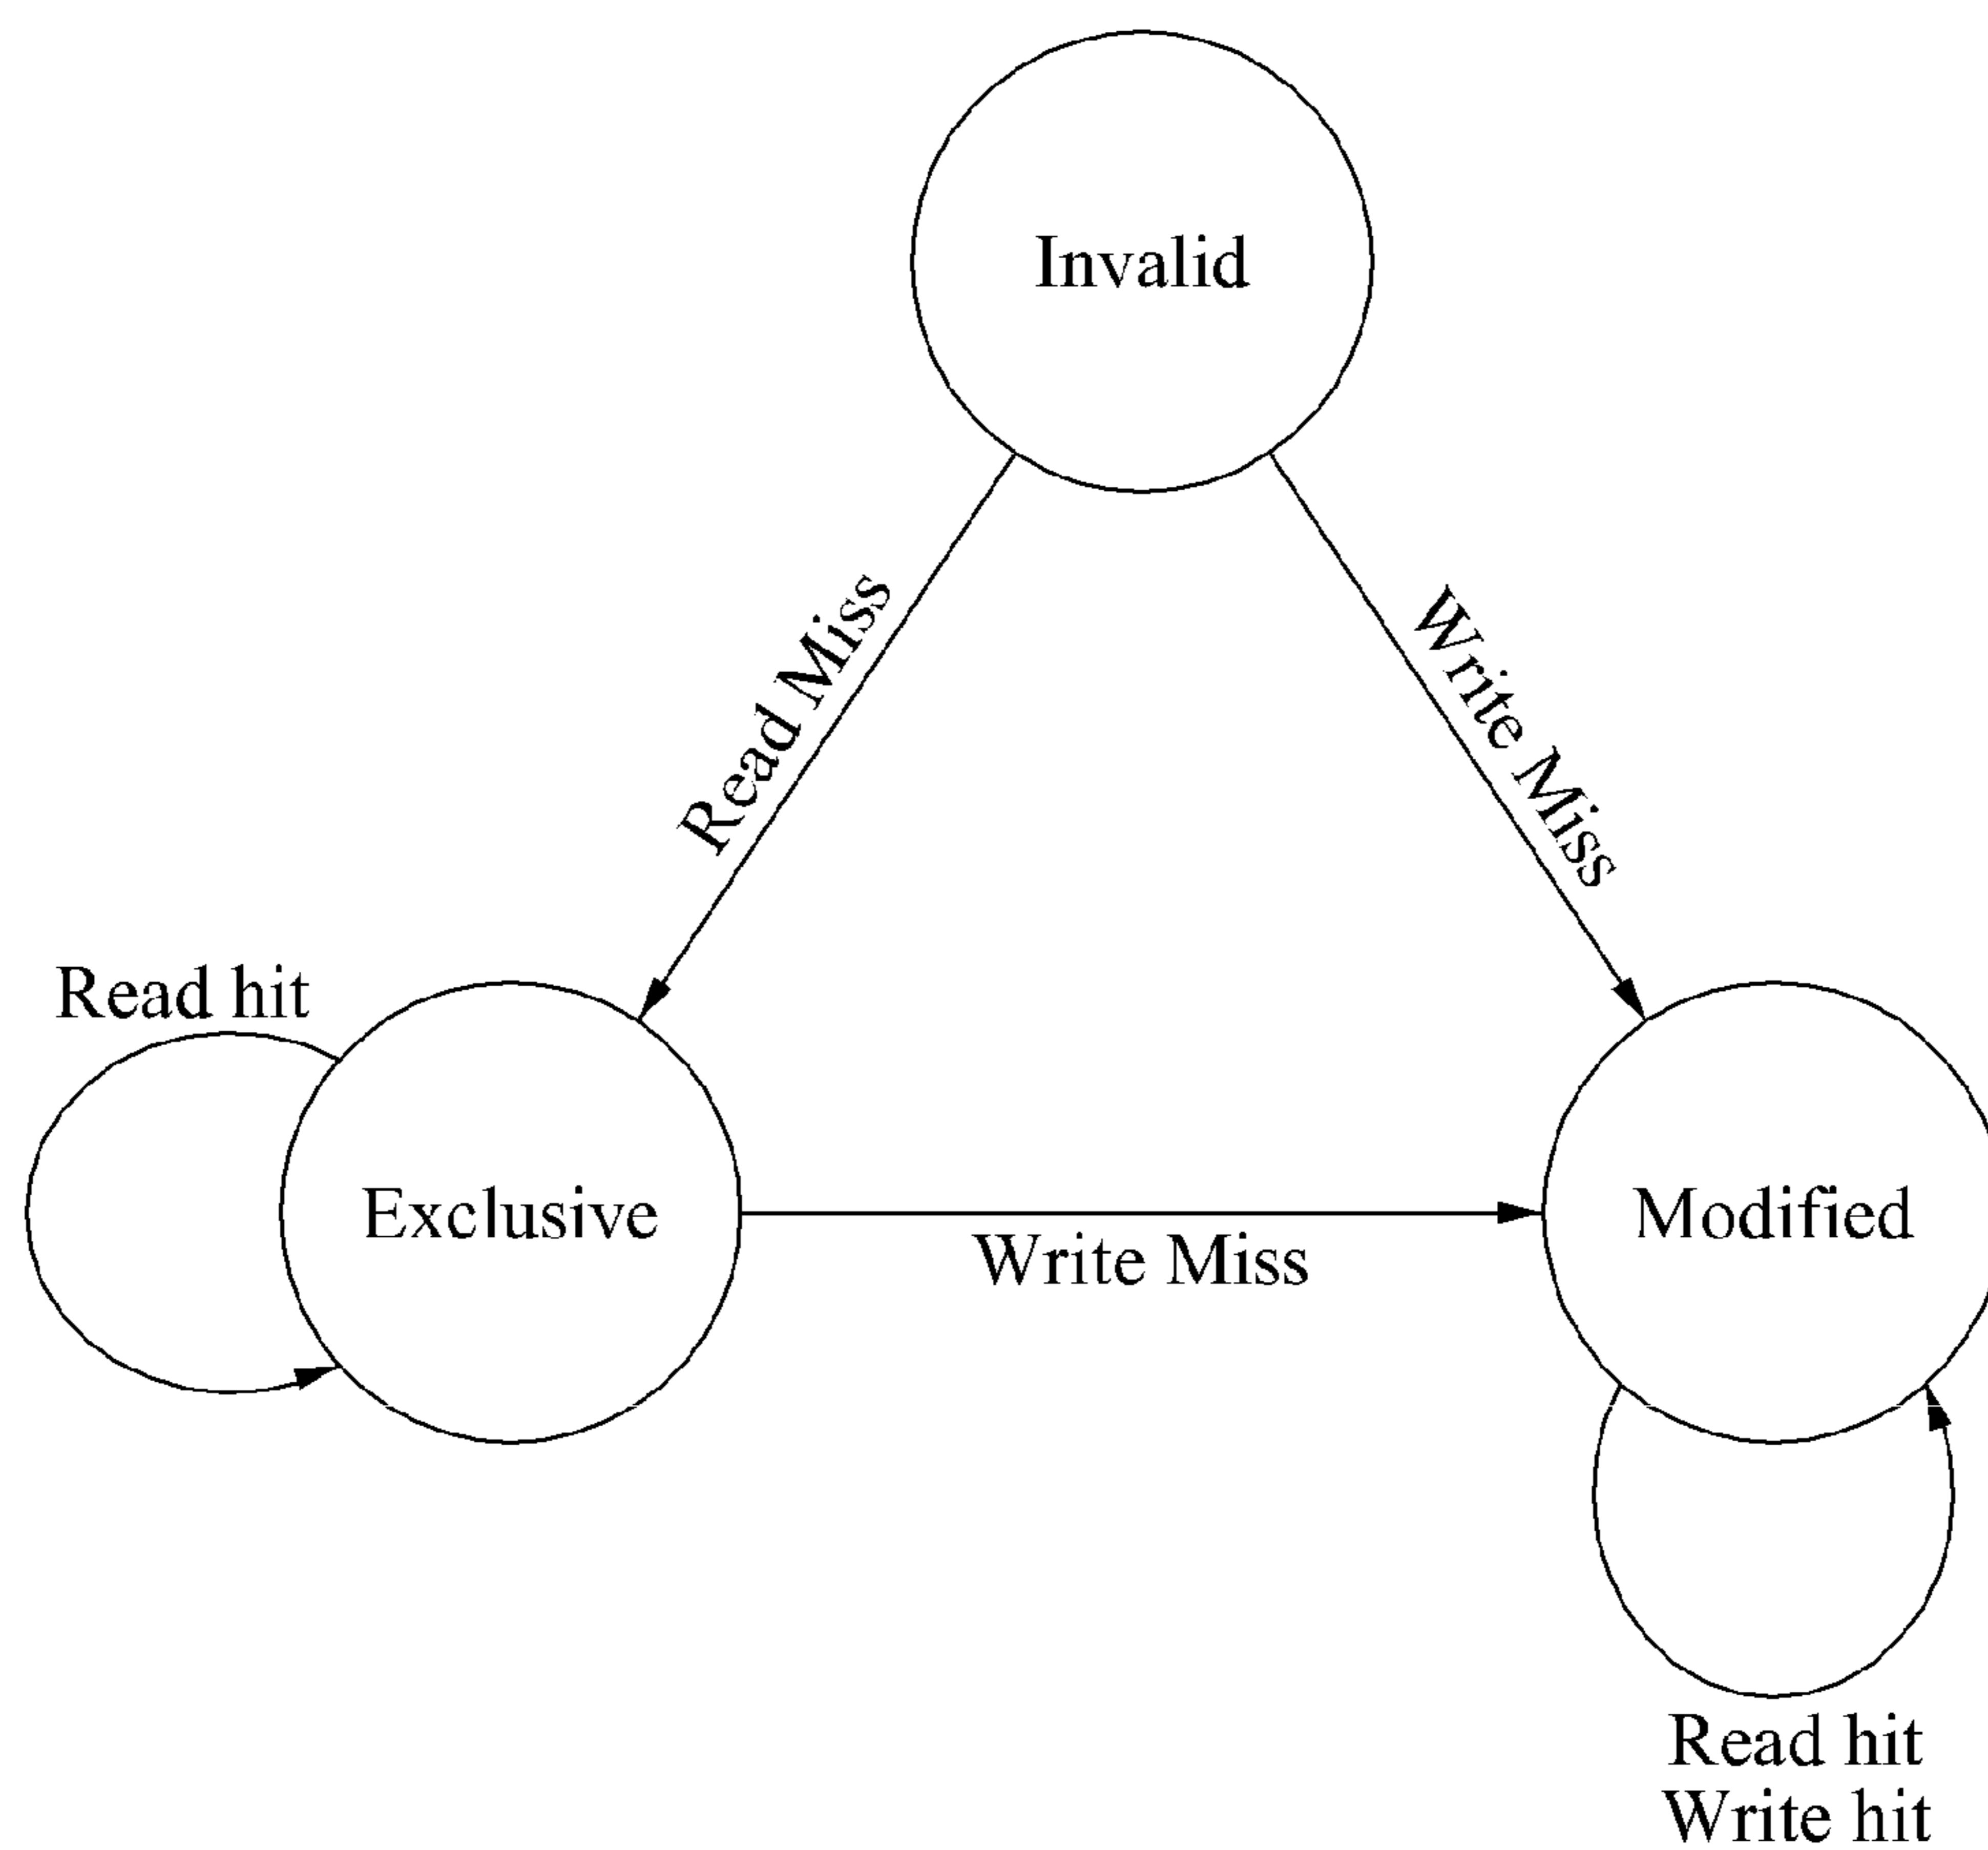 Invalid
Read Miss
Write Miss
Read hit
Exclusive
Write Miss
Modified
Read hit
Write hit